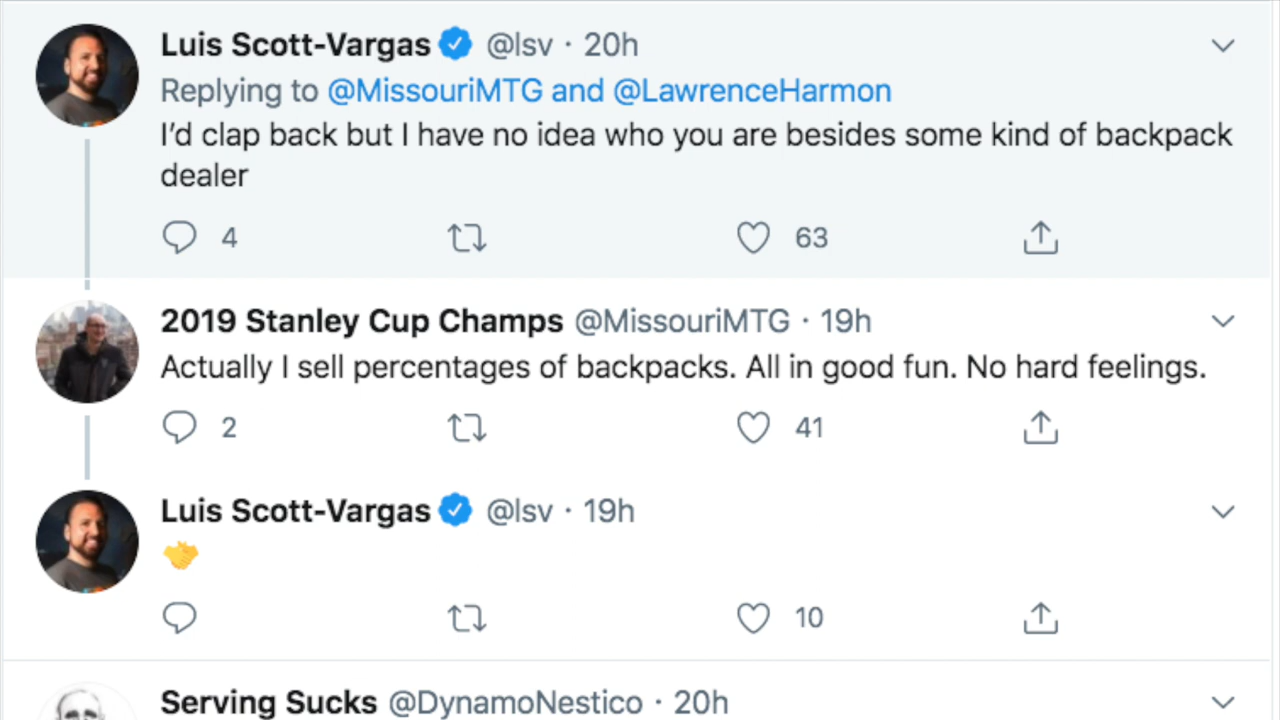 Luis Scott-Vargas @lsv · 20h
Replying to @MissouriMTG and @LawrenceHarmon
I'd clap back but I have no idea who you are besides some kind of backpack
dealer
4 63
2019 Stanley Cup Champs @MissouriMTG · 19h
Actually I sell percentages of backpacks. All in good fun. No hard feelings.
2 41
Luis Scott-Vargas @lsv · 19h
🤝
10
Serving Sucks @DynamoNestico · 20h